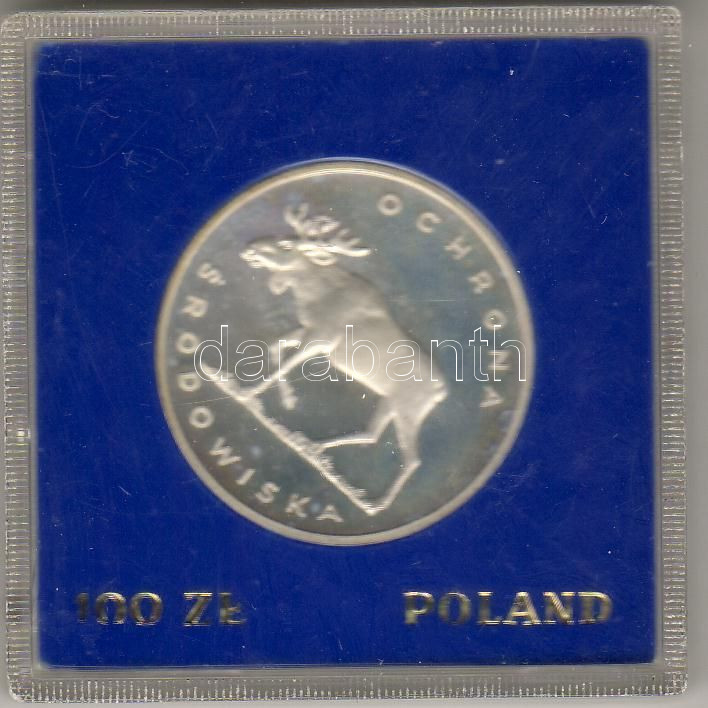 OCHRONA
ŚRODOWISKA
darabanth
100 ZŁ POLAND